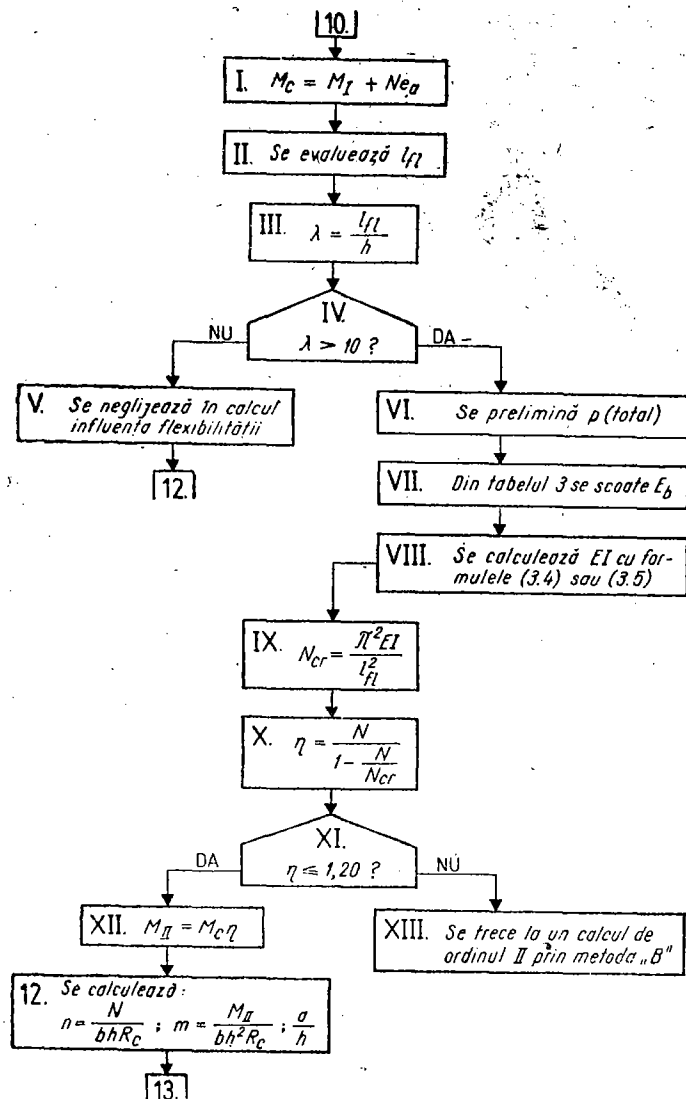 10.
I. M_c = M_I + Ne_a
II. Se evaluează l_fl
III. λ = l_fl / h
IV.
λ > 10 ?
NU
DA
V. Se neglijează în calcul
influența flexibilității
12.
VI. Se prelimină p (total)
VII. Din tabelul 3 se scoate E_b
VIII. Se calculează EI cu for-
mulele (3.4) sau (3.5)
IX. N_cr = π²EI / l²_fl
X. η = N / (1 - N/N_cr)
XI.
η ≤ 1,20 ?
DA
NU
XII. M_II = M_c η
XIII. Se trece la un calcul de
ordinul II prin metoda „B"
12. Se calculează:
n = N / bhR_c ; m = M_II / bh²R_c ; a/h
13.